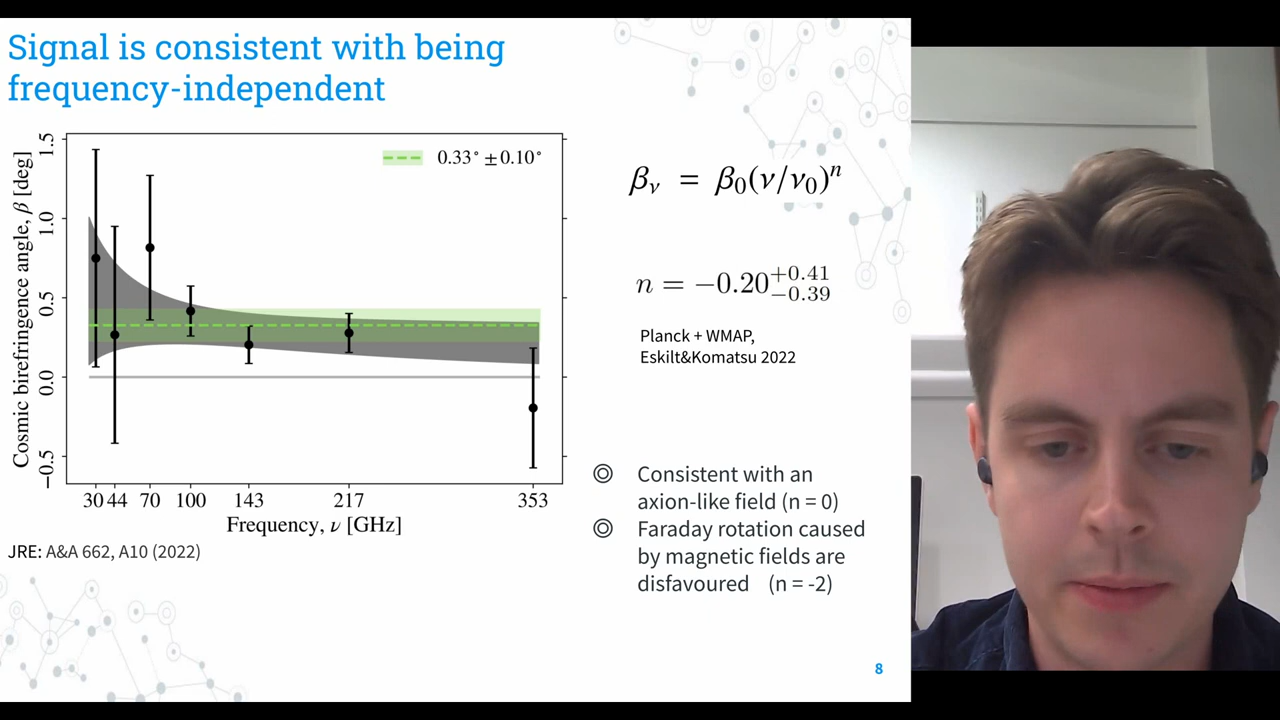 Signal is consistent with being
frequency-independent
1.5
1.0
0.5
0.0
−0.5
Cosmic birefringence angle, β [deg]
0.33° ± 0.10°
30 44 70 100 143 217 353
Frequency, ν [GHz]
JRE: A&A 662, A10 (2022)
βν = β0(ν/ν0)^n
n = −0.20 +0.41 −0.39
Planck + WMAP,
Eskilt&Komatsu 2022
Consistent with an
axion-like field (n = 0)
Faraday rotation caused
by magnetic fields are
disfavoured (n = -2)
8